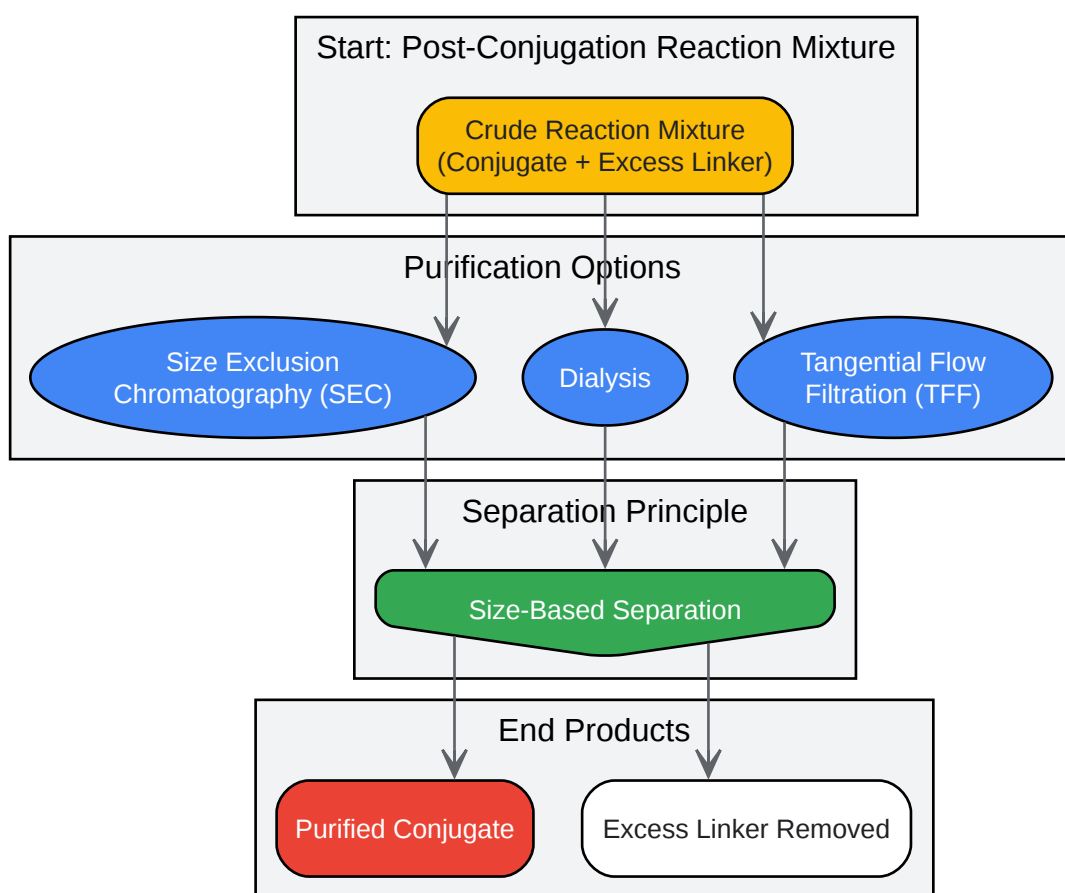 Start: Post-Conjugation Reaction Mixture
Crude Reaction Mixture
(Conjugate + Excess Linker)
Purification Options
Size Exclusion
Chromatography (SEC)
Dialysis
Tangential Flow
Filtration (TFF)
Separation Principle
Size-Based Separation
End Products
Purified Conjugate
Excess Linker Removed